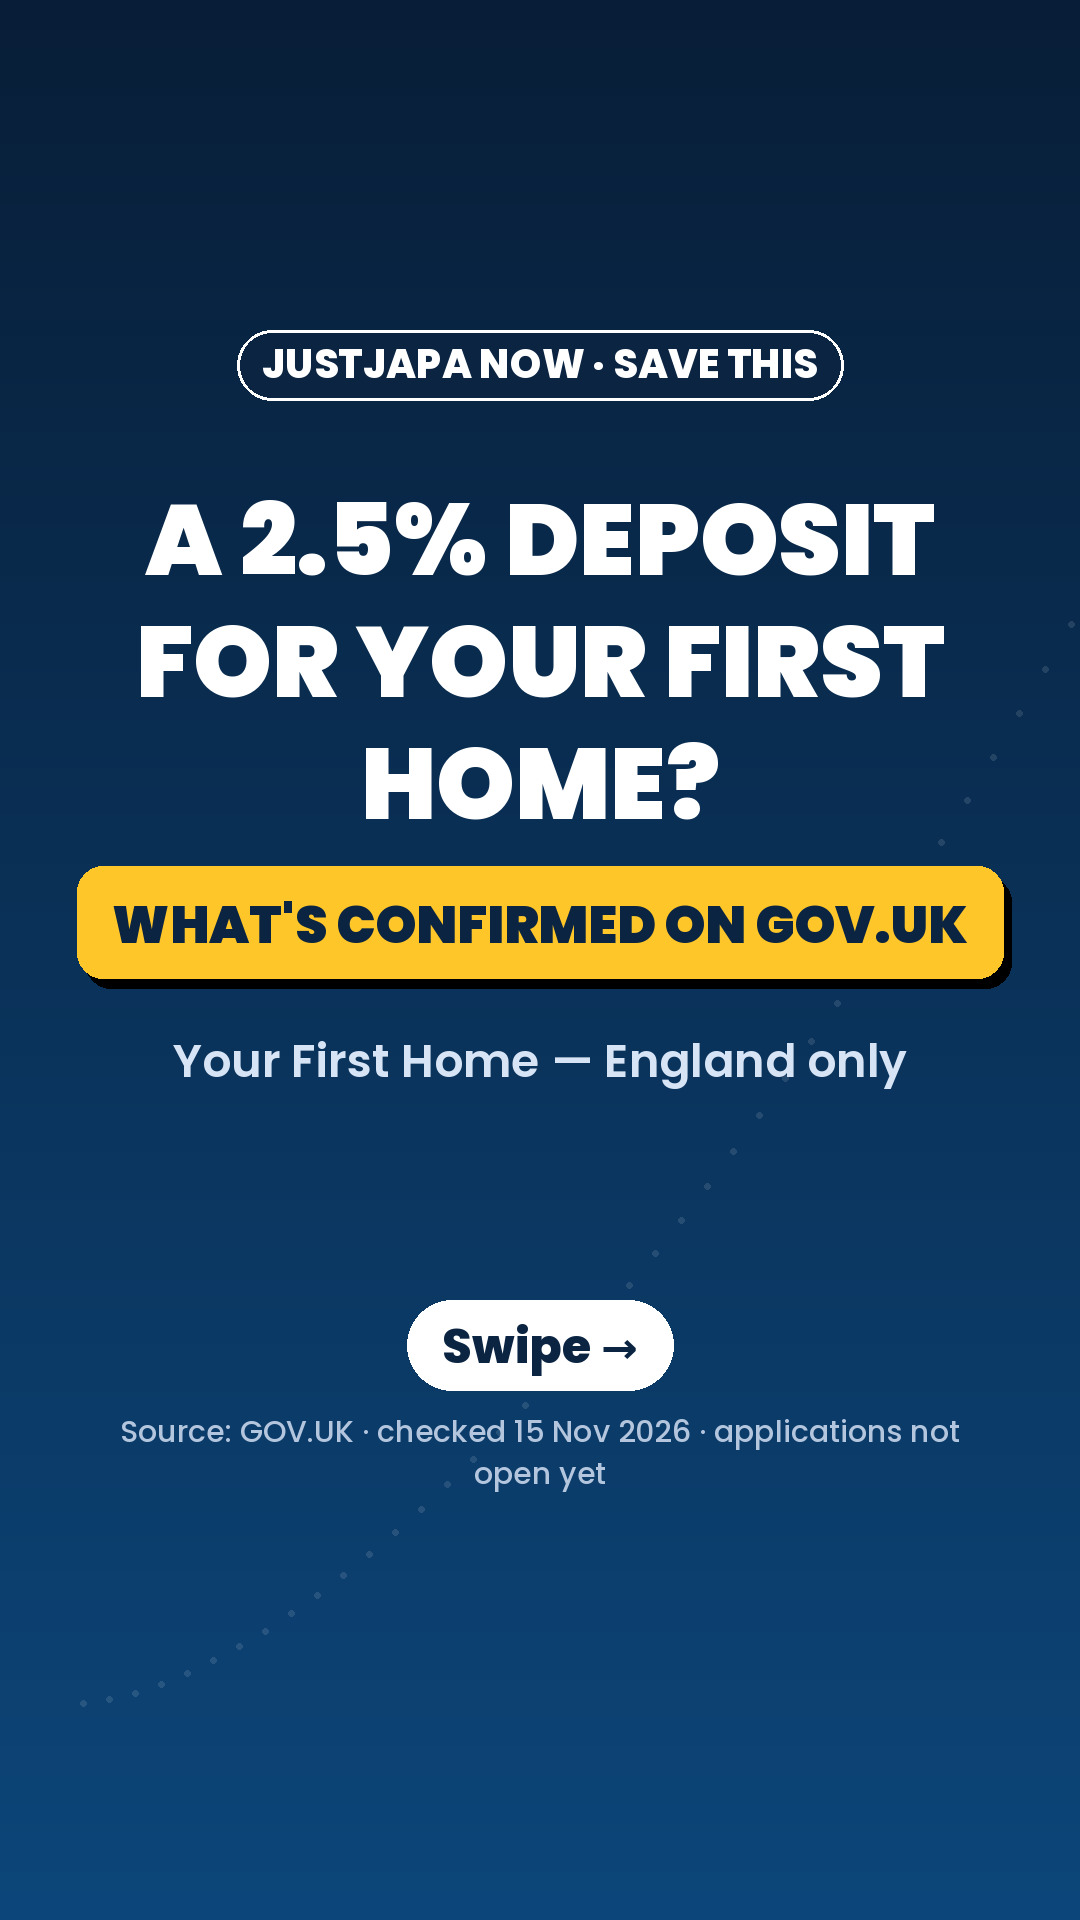 JUSTJAPA NOW · SAVE THIS
A 2.5% DEPOSIT
FOR YOUR FIRST
HOME?
WHAT'S CONFIRMED ON GOV.UK
Your First Home — England only
Swipe →
Source: GOV.UK · checked 15 Nov 2026 · applications not
open yet